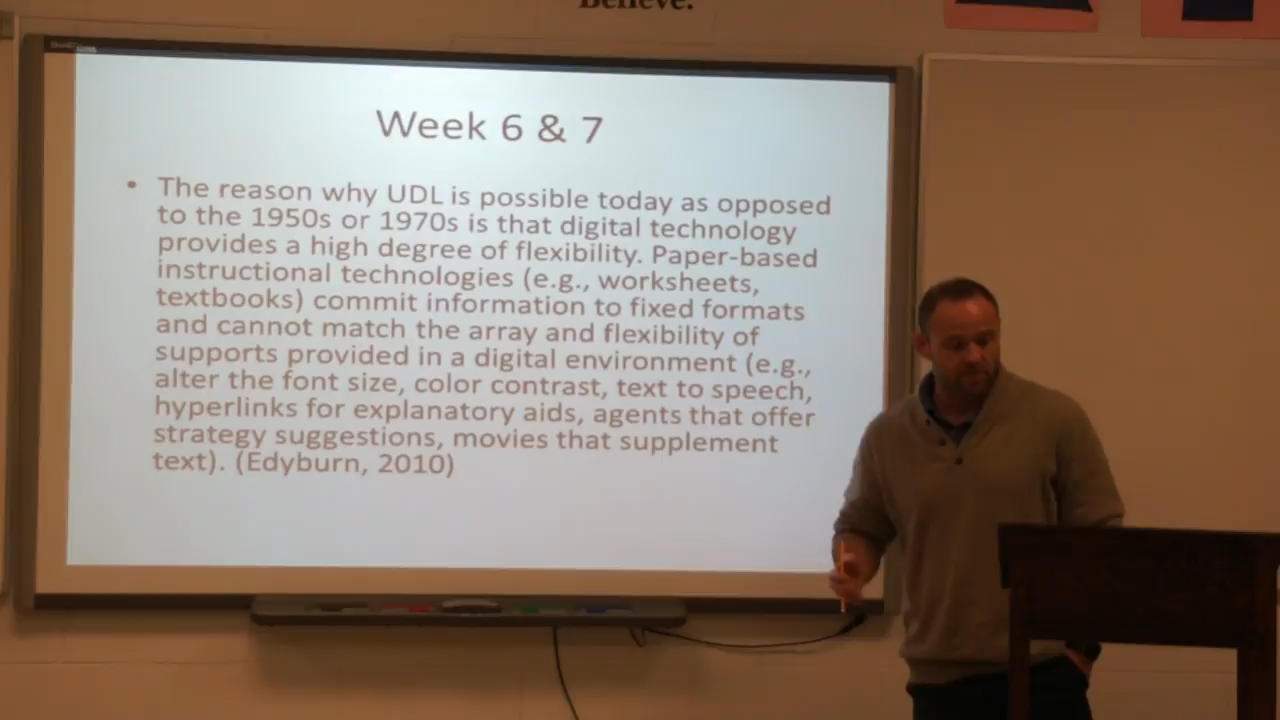 Believe.
Week 6 & 7
• The reason why UDL is possible today as opposed
to the 1950s or 1970s is that digital technology
provides a high degree of flexibility. Paper-based
instructional technologies (e.g., worksheets,
textbooks) commit information to fixed formats
and cannot match the array and flexibility of
supports provided in a digital environment (e.g.,
alter the font size, color contrast, text to speech,
hyperlinks for explanatory aids, agents that offer
strategy suggestions, movies that supplement
text). (Edyburn, 2010)